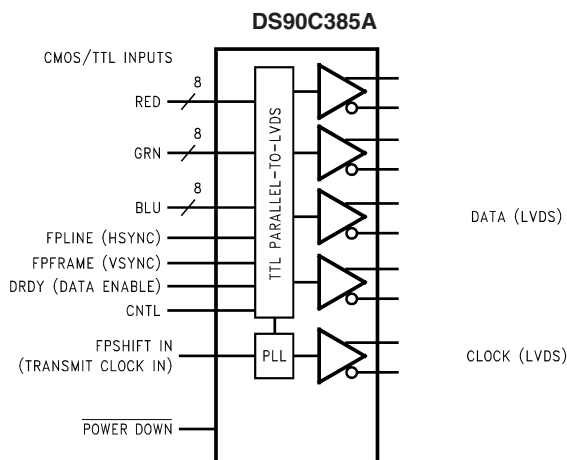 DS90C385A
CMOS/TTL INPUTS
8
RED
8
GRN
8
BLU
FPLINE (HSYNC)
FPFRAME (VSYNC)
DRDY (DATA ENABLE)
CNTL
FPSHIFT IN
(TRANSMIT CLOCK IN)
POWER DOWN
TTL PARALLEL-TO-LVDS
PLL
DATA (LVDS)
CLOCK (LVDS)